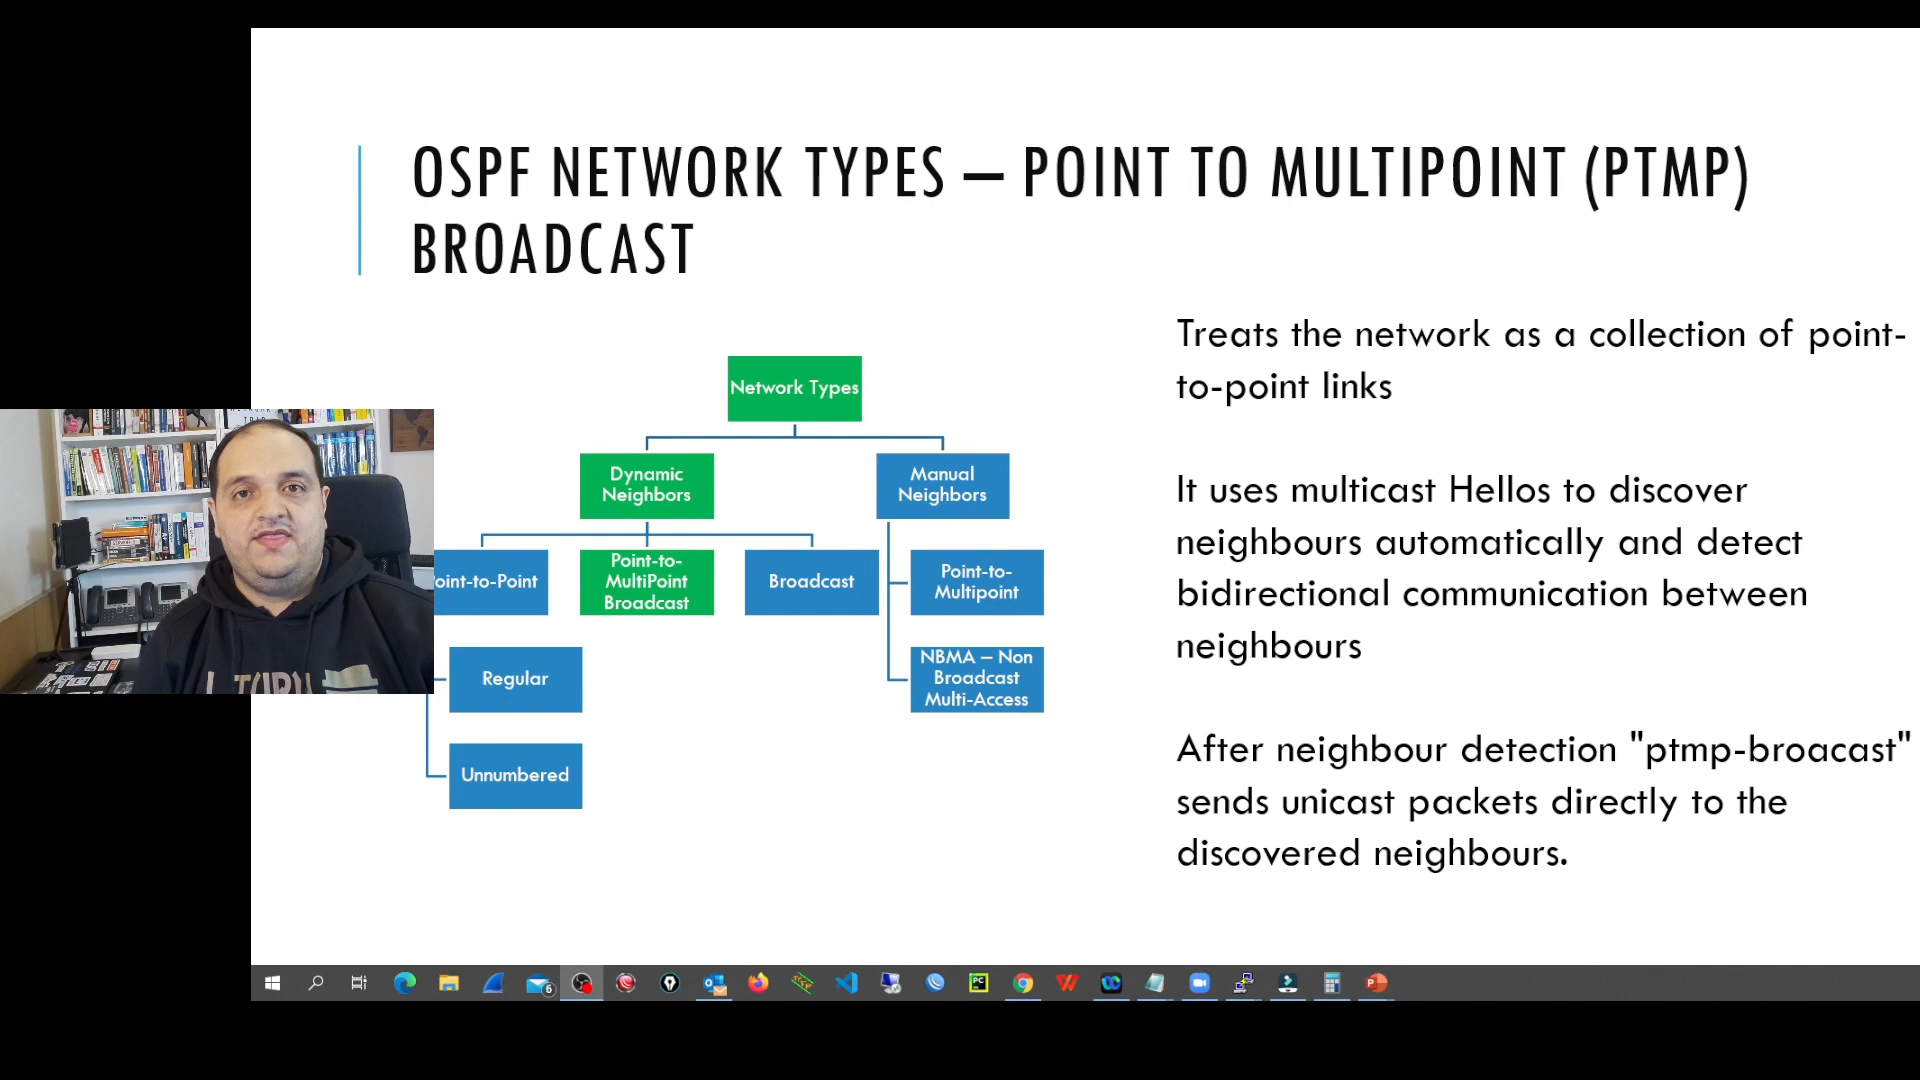 OSPF NETWORK TYPES – POINT TO MULTIPOINT (PTMP)
BROADCAST
Treats the network as a collection of point-
to-point links
Network Types
Dynamic
Neighbors
Manual
Neighbors
It uses multicast Hellos to discover
neighbours automatically and detect
bidirectional communication between
neighbours
oint-to-Point
Point-to-
MultiPoint
Broadcast
Broadcast
Point-to-
Multipoint
Regular
NBMA – Non
Broadcast
Multi-Access
Unnumbered
After neighbour detection "ptmp-broacast"
sends unicast packets directly to the
discovered neighbours.
6
PC